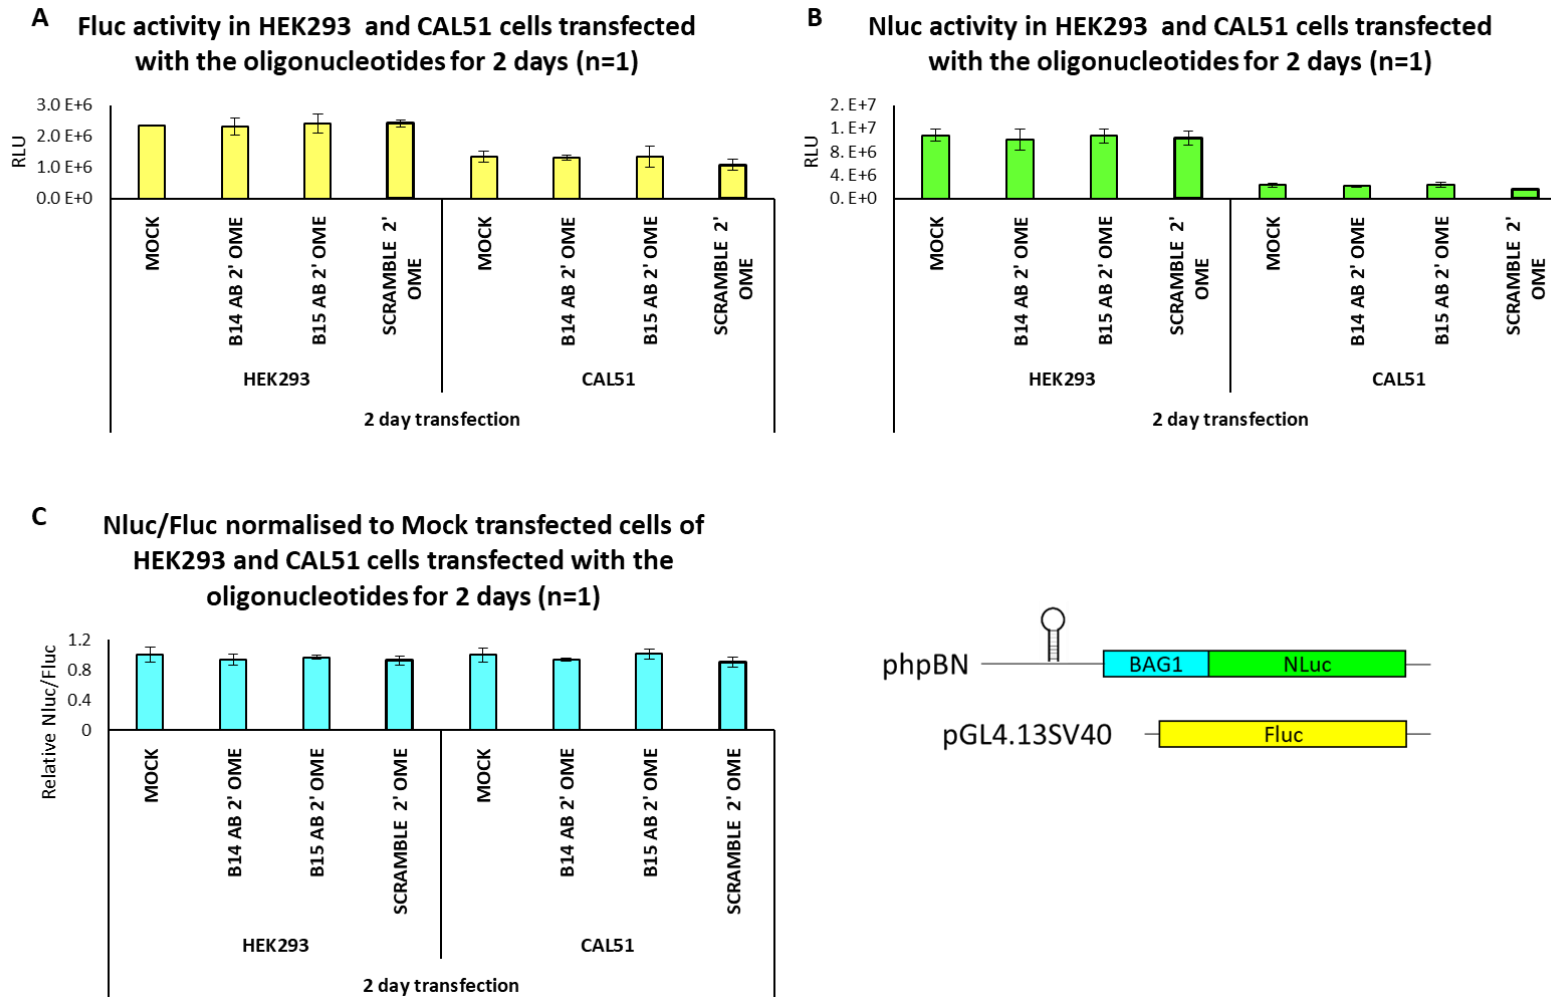 A
Fluc activity in HEK293 and CAL51 cells transfected
with the oligonucleotides for 2 days (n=1)
RLU
3.0 E+6
2.0 E+6
1.0 E+6
0.0 E+0
MOCK
B14 AB 2' OME
B15 AB 2' OME
SCRAMBLE 2'
OME
MOCK
B14 AB 2' OME
B15 AB 2' OME
SCRAMBLE 2'
OME
HEK293
CAL51
2 day transfection
B
Nluc activity in HEK293 and CAL51 cells transfected
with the oligonucleotides for 2 days (n=1)
RLU
2. E+7
1. E+7
8. E+6
4. E+6
0. E+0
MOCK
B14 AB 2' OME
B15 AB 2' OME
SCRAMBLE 2'
OME
MOCK
B14 AB 2' OME
B15 AB 2' OME
SCRAMBLE 2'
OME
HEK293
CAL51
2 day transfection
C
Nluc/Fluc normalised to Mock transfected cells of
HEK293 and CAL51 cells transfected with the
oligonucleotides for 2 days (n=1)
Relative Nluc/Fluc
1.2
0.8
0.4
0
MOCK
B14 AB 2' OME
B15 AB 2' OME
SCRAMBLE 2' OME
MOCK
B14 AB 2' OME
B15 AB 2' OME
SCRAMBLE 2' OME
HEK293
CAL51
2 day transfection
phpBN
BAG1
NLuc
pGL4.13SV40
Fluc